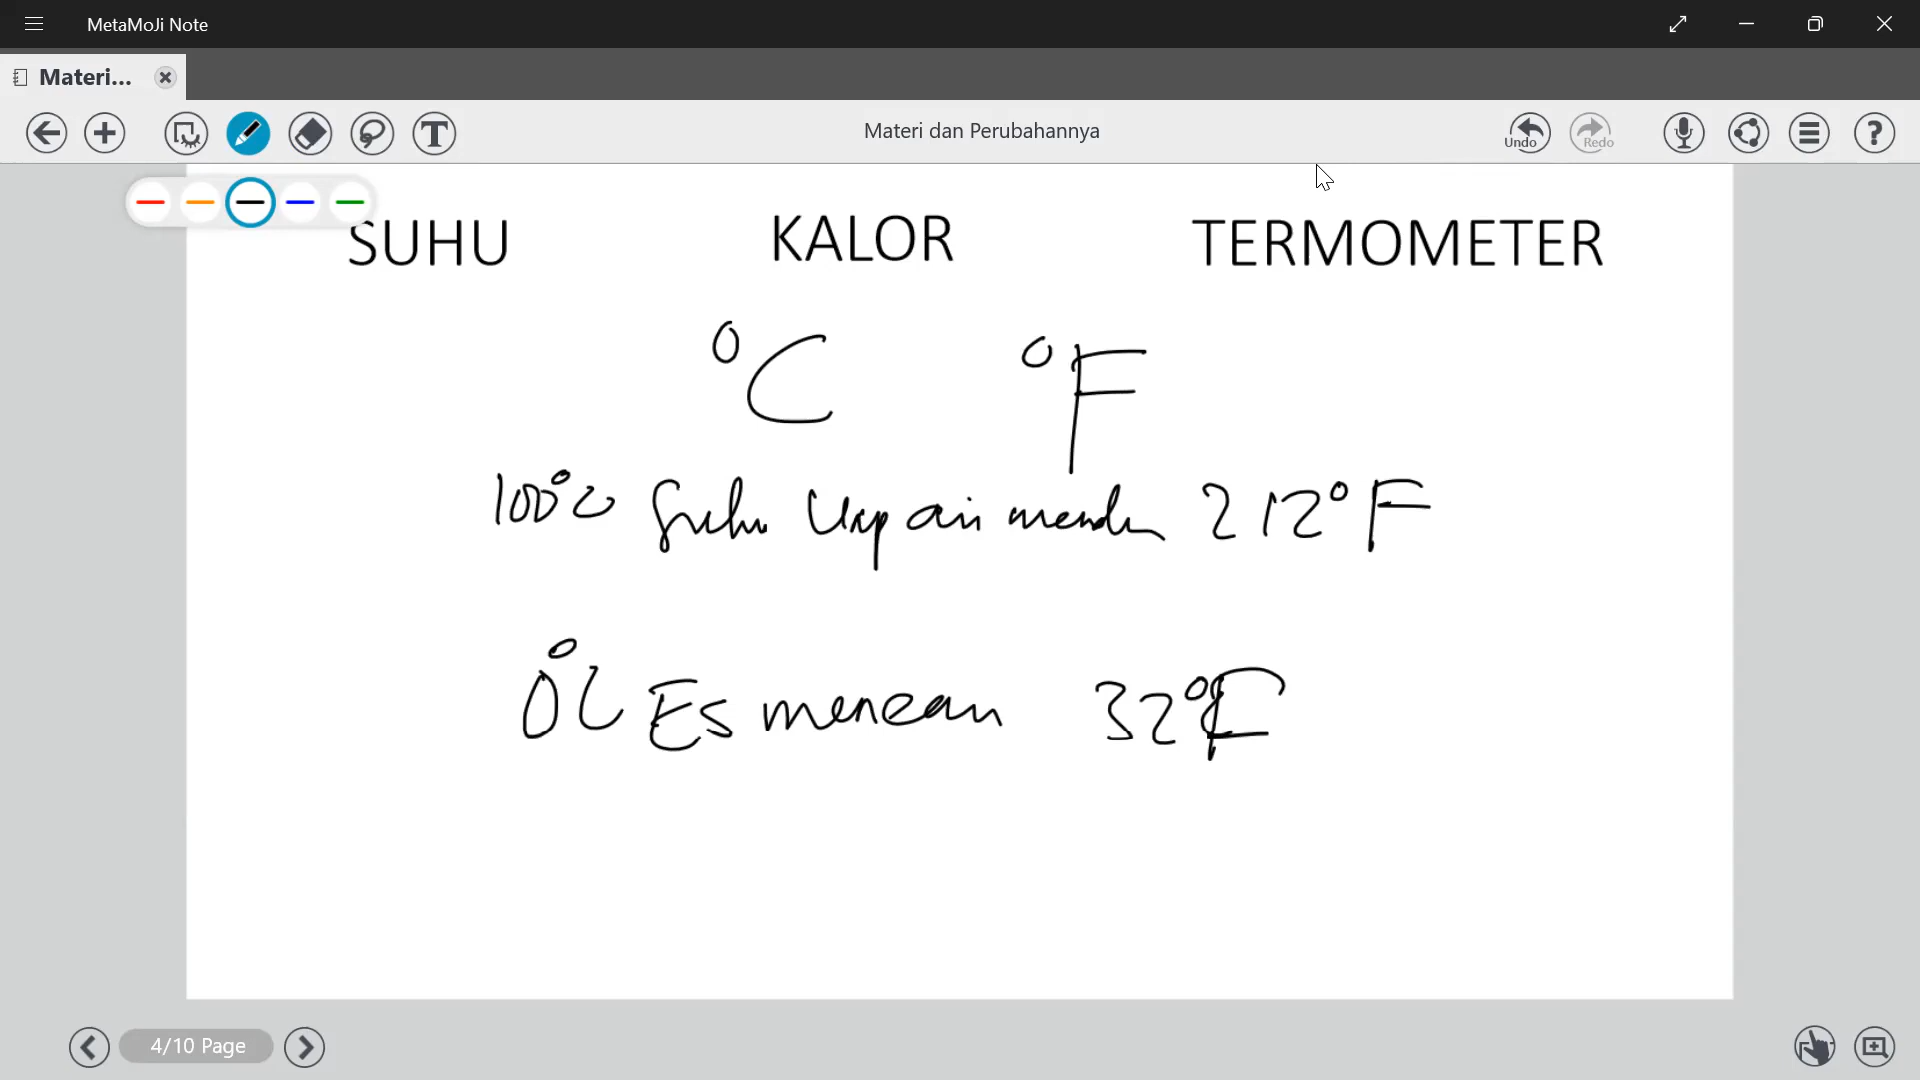 MetaMoJi Note
Materi...
Materi dan Perubahannya
Undo
Redo
SUHU KALOR TERMOMETER
°C °F
100°C Suhu Uap air mendi 212°F
0°C Es mencair 32°F
4/10 Page